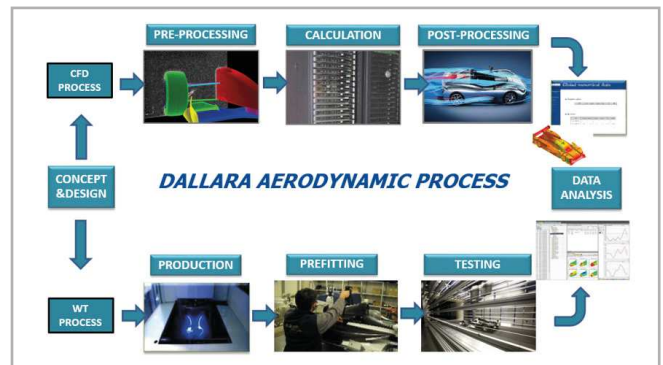 PRE-PROCESSING
CALCULATION
POST-PROCESSING
CFD
PROCESS
CONCEPT
&DESIGN
DALLARA AERODYNAMIC PROCESS
DATA
ANALYSIS
PRODUCTION
PREFITTING
TESTING
WT
PROCESS